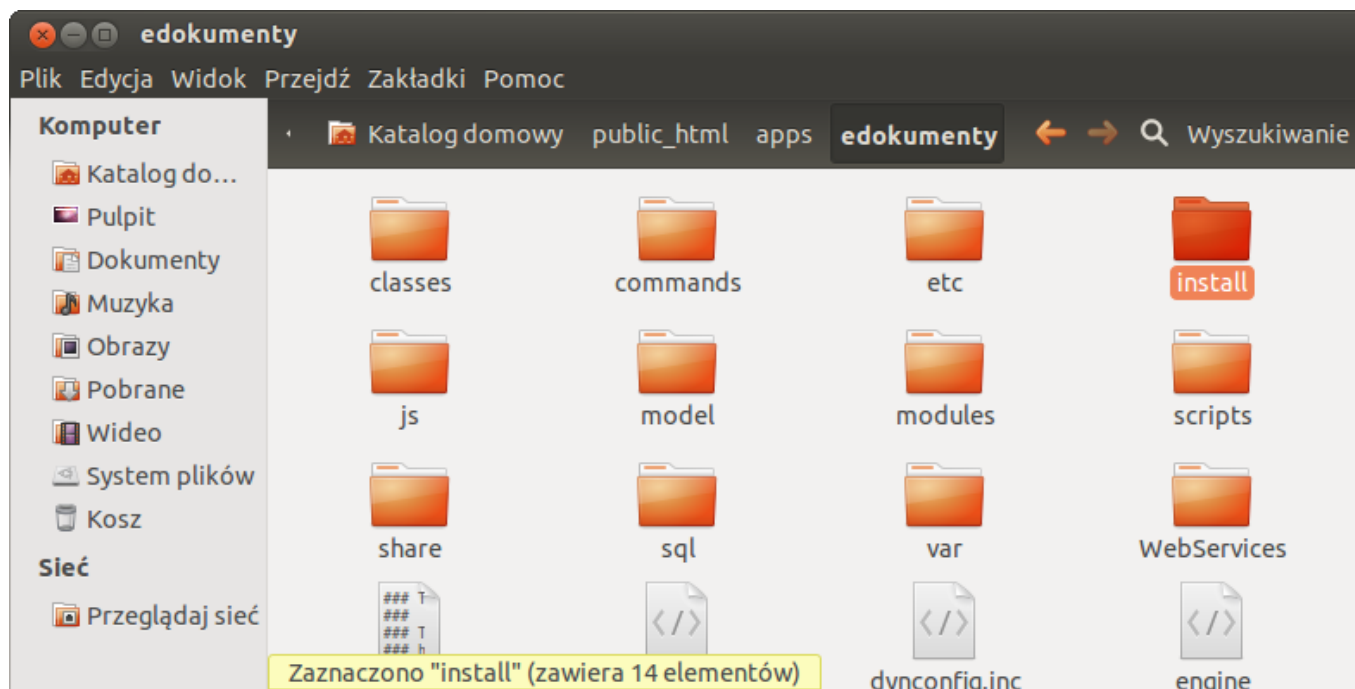 edokumenty
Plik Edycja Widok Przejdź Zakładki Pomoc
Komputer
Katalog do...
Pulpit
Dokumenty
Muzyka
Obrazy
Pobrane
Wideo
System plików
Kosz
Sieć
Przeglądaj sieć
Katalog domowy public_html apps edokumenty Wyszukiwanie
classes commands etc install
js model modules scripts
share sql var WebServices
### T
###
### T
### h
</> </> </>
dynconfig.inc engine
Zaznaczono "install" (zawiera 14 elementów)